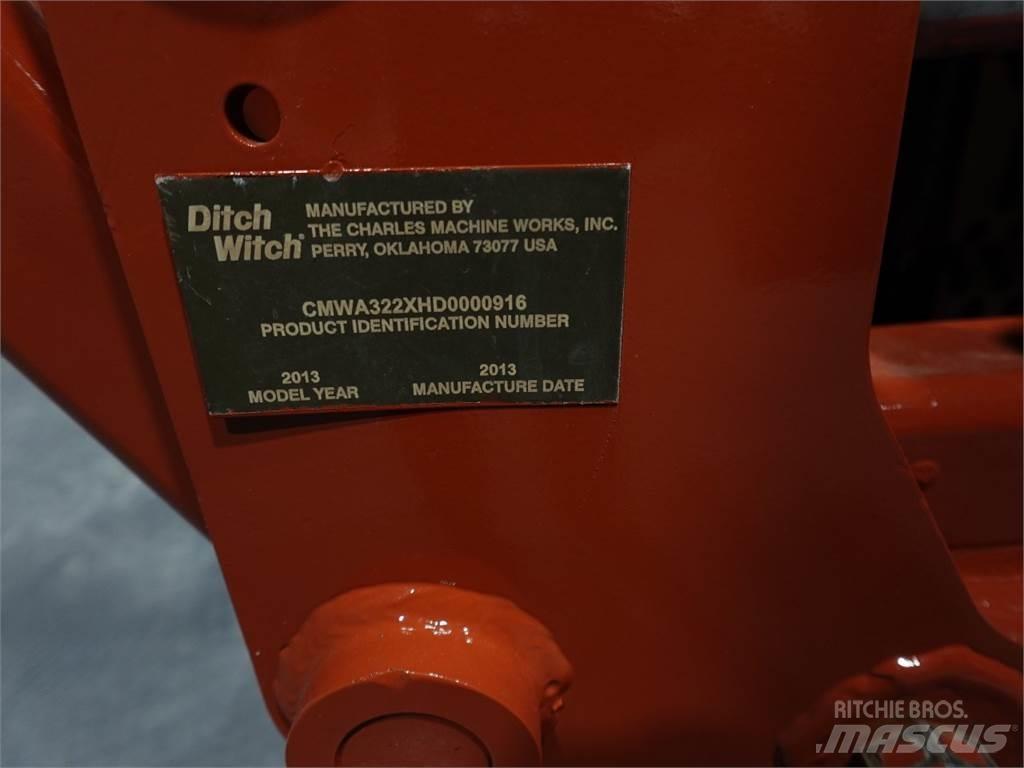 Ditch Witch®
MANUFACTURED BY
THE CHARLES MACHINE WORKS, INC.
PERRY, OKLAHOMA 73077 USA
CMWA322XHD0000916
PRODUCT IDENTIFICATION NUMBER
2013
MODEL YEAR
2013
MANUFACTURE DATE
RITCHIE BROS.
MASCUS